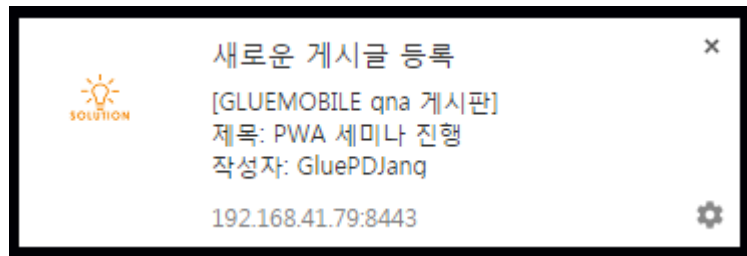 새로운 게시글 등록
SOLUTION
[GLUEMOBILE qna 게시판]
제목: PWA 세미나 진행
작성자: GluePDJang
192.168.41.79:8443